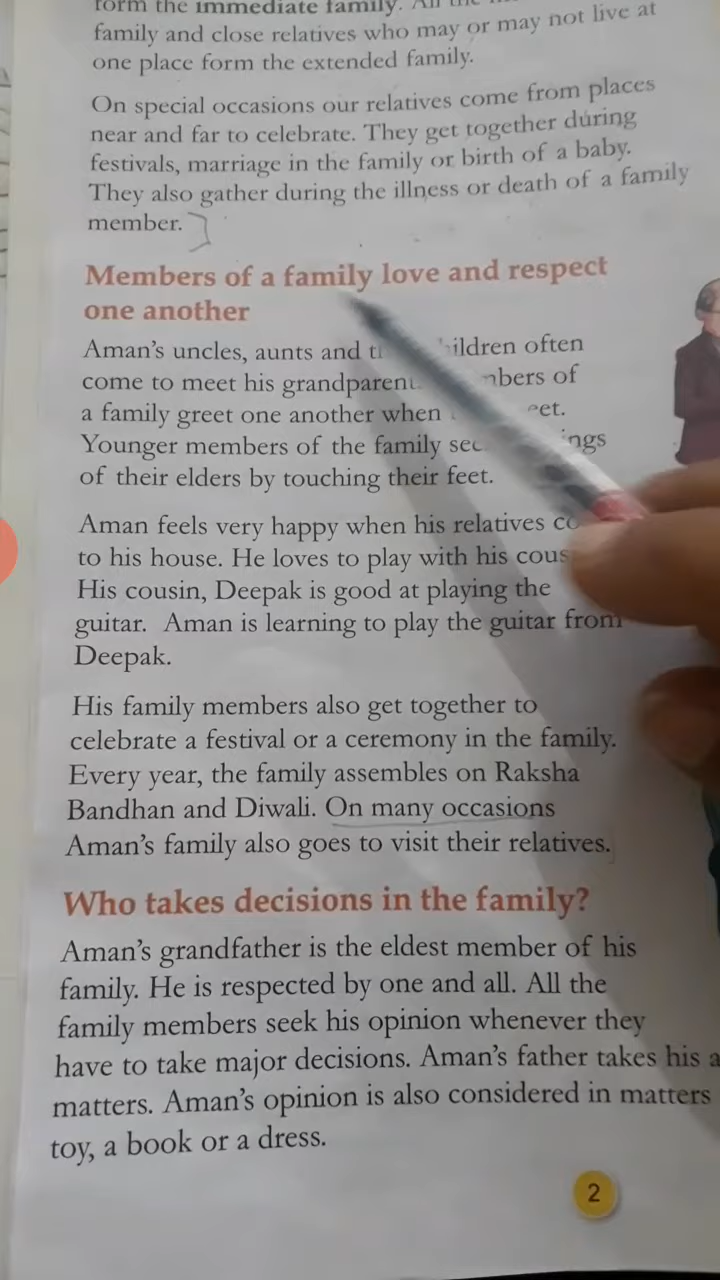 form the immediate family. All the
family and close relatives who may or may not live at
one place form the extended family.
On special occasions our relatives come from places
near and far to celebrate. They get together during
festivals, marriage in the family or birth of a baby.
They also gather during the illness or death of a family
member.
Members of a family love and respect
one another
Aman's uncles, aunts and children often
come to meet his of
a family greet one another when
Younger members of the family
of their elders by touching their feet.
Aman feels very happy when his relatives
to his house. He loves to play with his
His cousin, Deepak is good at playing the
guitar. Aman is learning to play the guitar from
Deepak.
His family members also get together to
celebrate a festival or a ceremony in the family.
Every year, the family assembles on Raksha
Bandhan and Diwali. On many occasions
Aman's family also goes to visit their relatives.
Who takes decisions in the family?
Aman's grandfather is the eldest member of his
family. He is respected by one and all. All the
family members seek his opinion whenever they
have to take major decisions. Aman's father takes his
matters. Aman's opinion is also considered in matters
toy, a book or a dress.
2